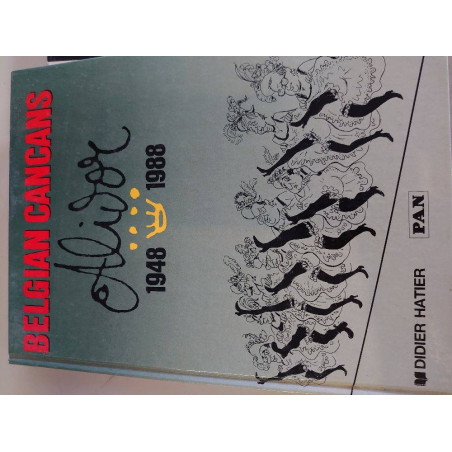 BELGIAN CANCANS
Alidor
1948 1988
PAN
DIDIER HATIER